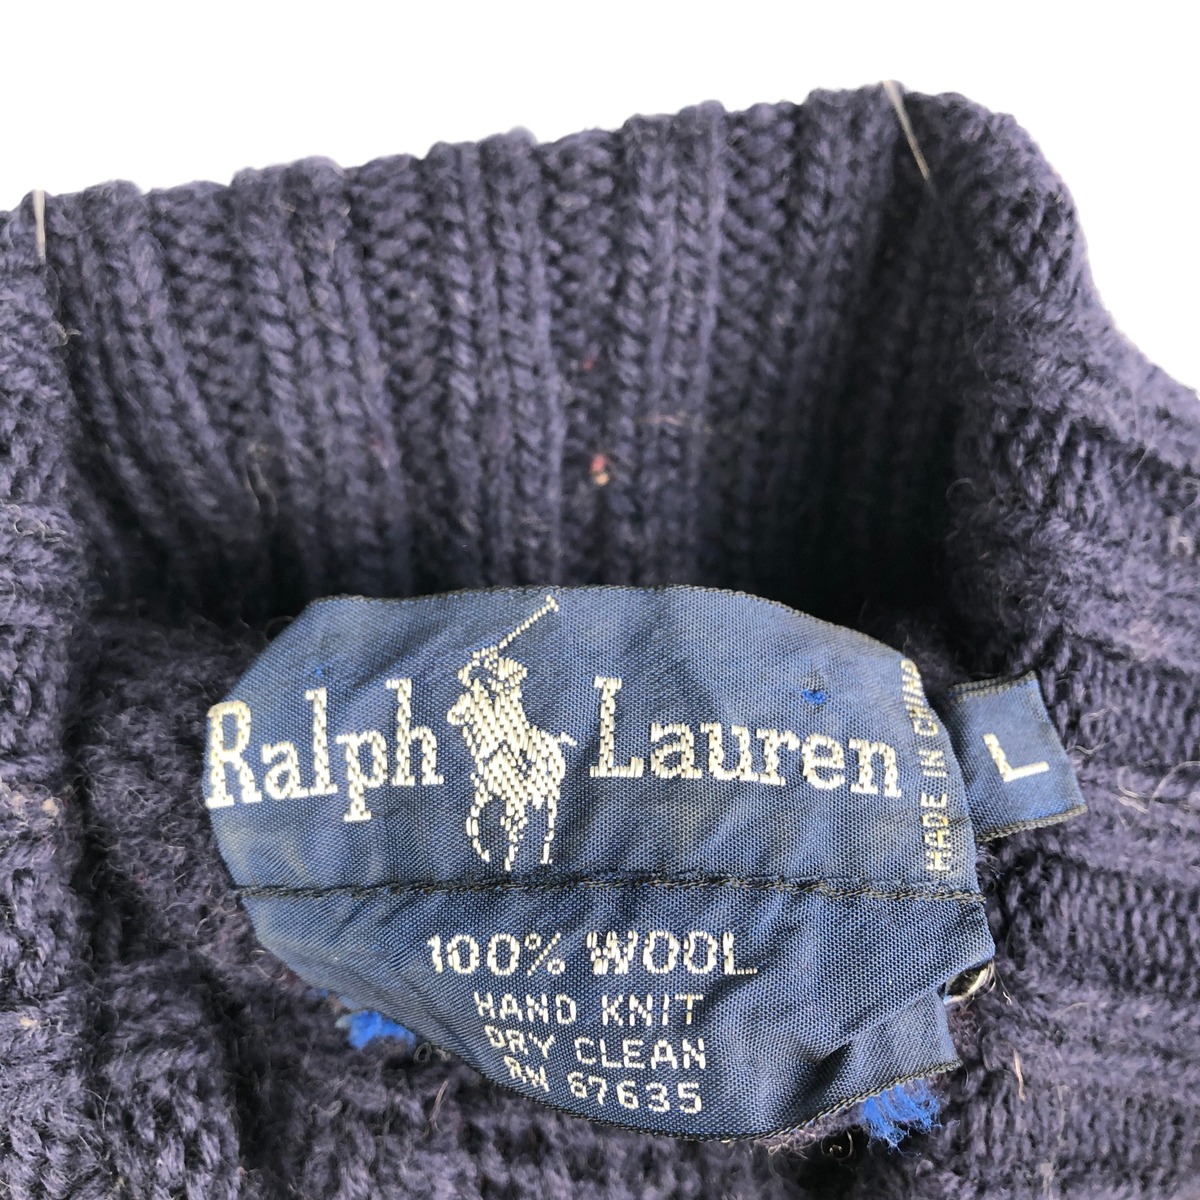 Ralph Lauren
MADE IN CHINA
L
100% WOOL
HAND KNIT
DRY CLEAN
RN 67635